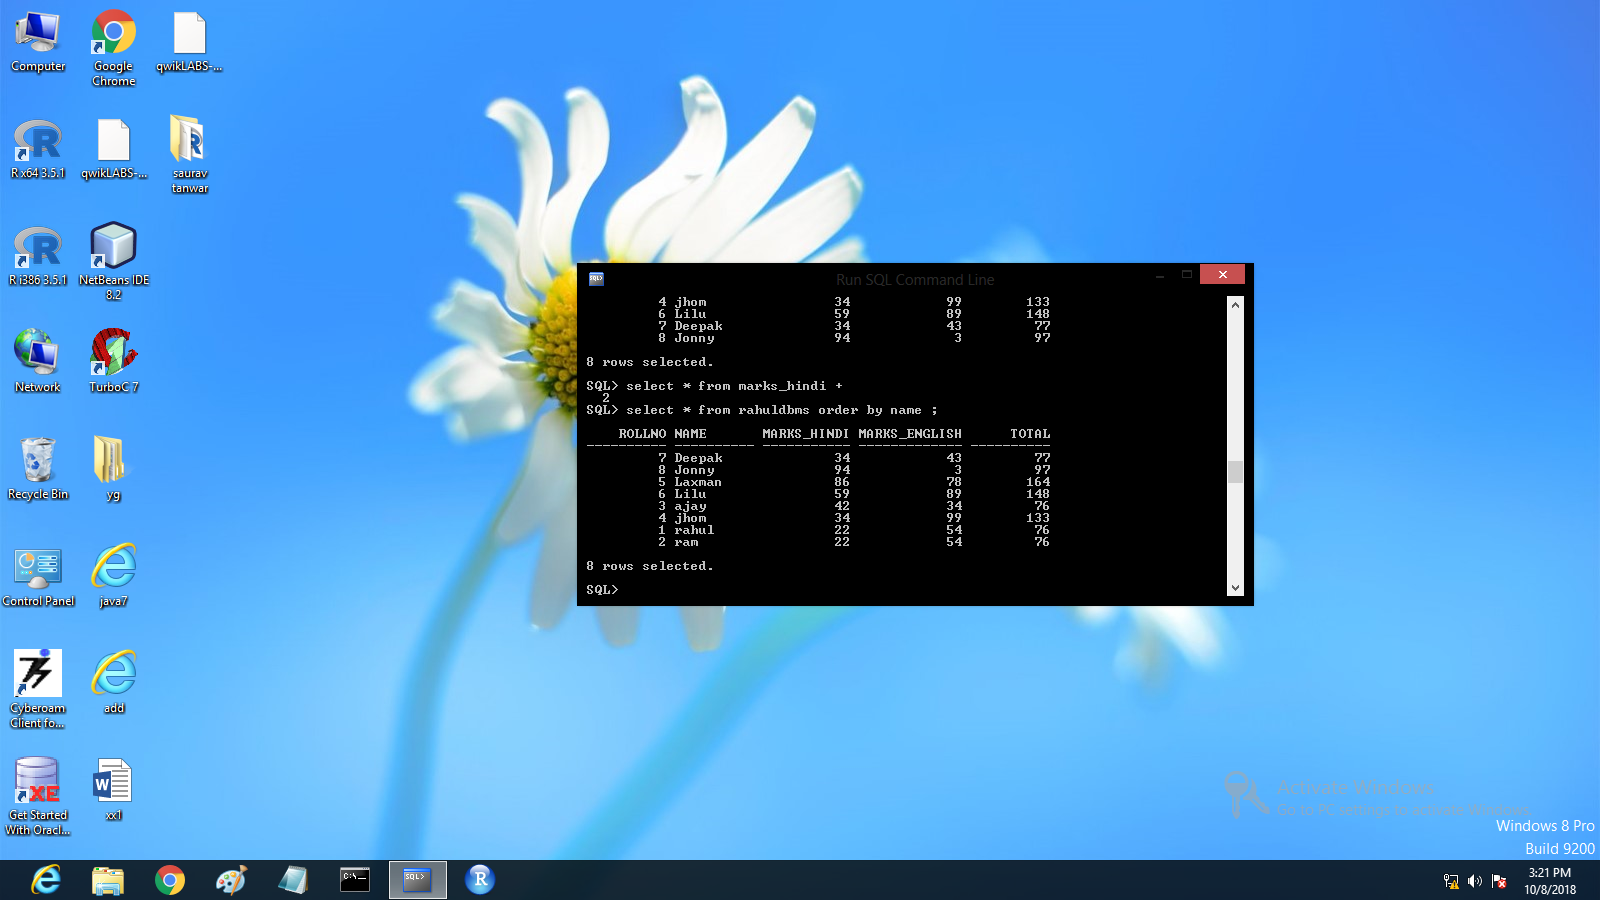 Computer
Google
Chrome
qwikLABS-...
R x64 3.5.1
qwikLABS-...
saurav
tanwar
R i386 3.5.1
NetBeans IDE
8.2
Network
TurboC 7
Recycle Bin
yg
Control Panel
java7
Cyberoam
Client fo...
add
Get Started
With Oracl...
xx1
Run SQL Command Line
4 jhom 34 99 133
6 Lilu 59 89 148
7 Deepak 34 43 77
8 Jonny 94 3 97
8 rows selected.
SQL> select * from marks_hindi +
2
SQL> select * from rahuldbms order by name ;
ROLLNO NAME MARKS_HINDI MARKS_ENGLISH TOTAL
---------- ---------- ----------- ------------- ----------
7 Deepak 34 43 77
8 Jonny 94 3 97
5 Laxman 86 78 164
6 Lilu 59 89 148
3 ajay 42 34 76
4 jhom 34 99 133
1 rahul 22 54 76
2 ram 22 54 76
8 rows selected.
SQL>
Activate Windows
Go to PC settings to activate Windows.
Windows 8 Pro
Build 9200
3:21 PM
10/8/2018